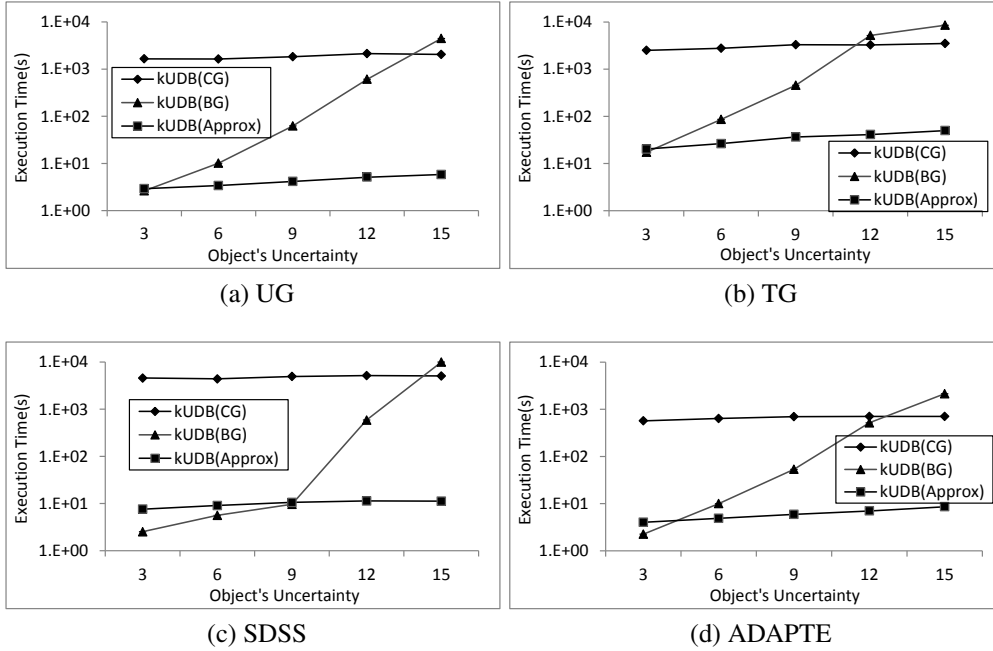 1.E+04
1.E+03
1.E+02
1.E+01
1.E+00
Execution Time(s)
kUDB(CG)
kUDB(BG)
kUDB(Approx)
3 6 9 12 15
Object's Uncertainty
(a) UG
1.E+04
1.E+03
1.E+02
1.E+01
1.E+00
Execution Time(s)
kUDB(CG)
kUDB(BG)
kUDB(Approx)
3 6 9 12 15
Object's Uncertainty
(b) TG
1.E+04
1.E+03
1.E+02
1.E+01
1.E+00
Execution Time(s)
kUDB(CG)
kUDB(BG)
kUDB(Approx)
3 6 9 12 15
Object's Uncertainty
(c) SDSS
1.E+04
1.E+03
1.E+02
1.E+01
1.E+00
Execution Time(s)
kUDB(CG)
kUDB(BG)
kUDB(Approx)
3 6 9 12 15
Object's Uncertainty
(d) ADAPTE